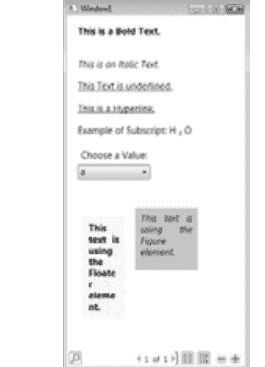 Window1
This is a Bold Text.
This is an Italic Text.
This Text is underlined.
This is a Hyperlink.
Example of Subscript: H 2 O
Choose a Value:
a
This
text is
using
the
Floate
r
eleme
nt.
This text is
using the
Figure
element.
1 of 1